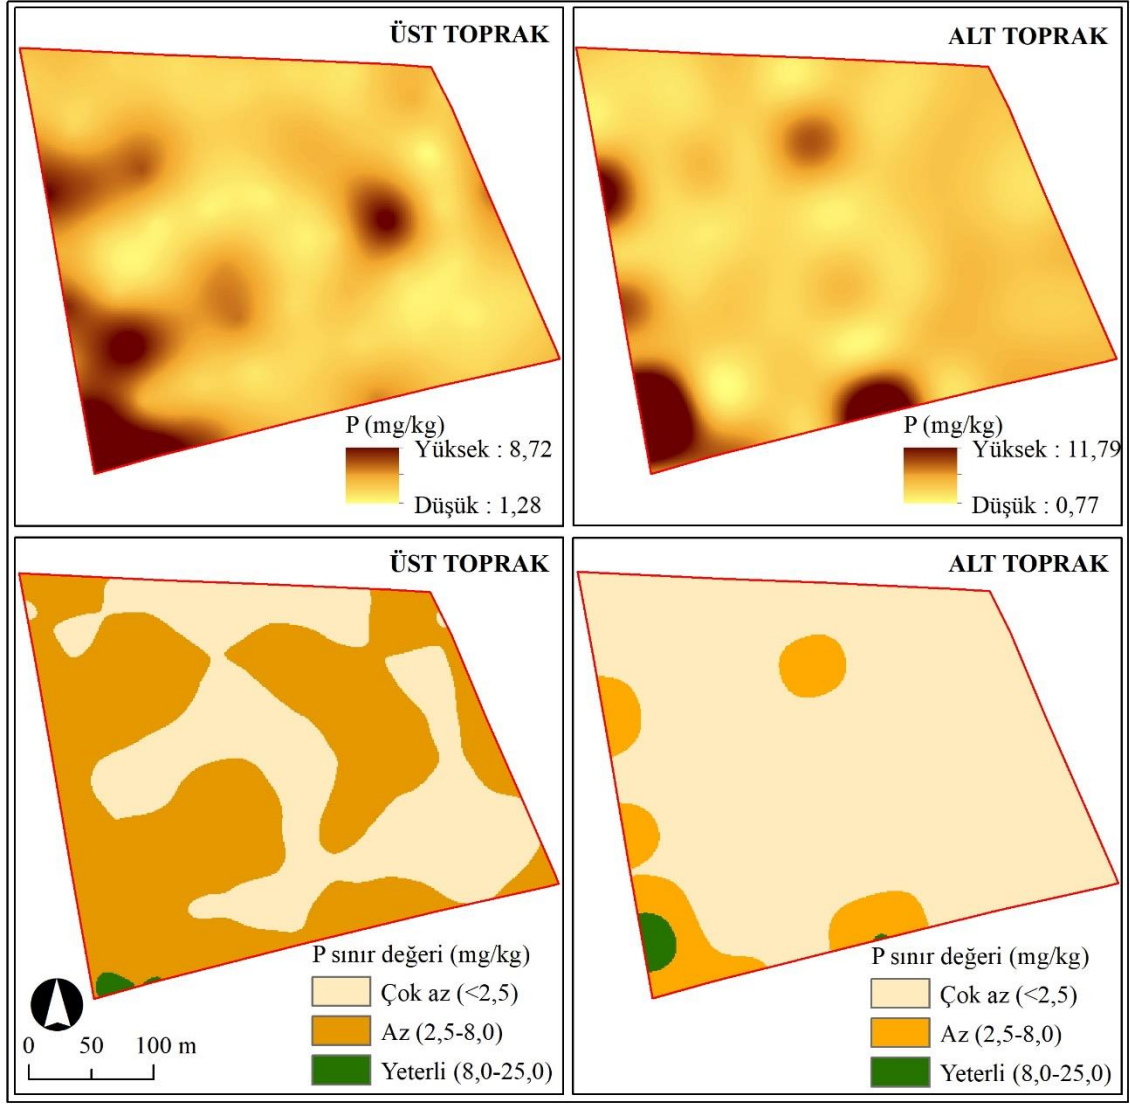 ÜST TOPRAK
P (mg/kg)
Yüksek : 8,72
Düşük : 1,28
ALT TOPRAK
P (mg/kg)
Yüksek : 11,79
Düşük : 0,77
ÜST TOPRAK
P sınır değeri (mg/kg)
Çok az (<2,5)
Az (2,5-8,0)
Yeterli (8,0-25,0)
0 50 100 m
ALT TOPRAK
P sınır değeri (mg/kg)
Çok az (<2,5)
Az (2,5-8,0)
Yeterli (8,0-25,0)